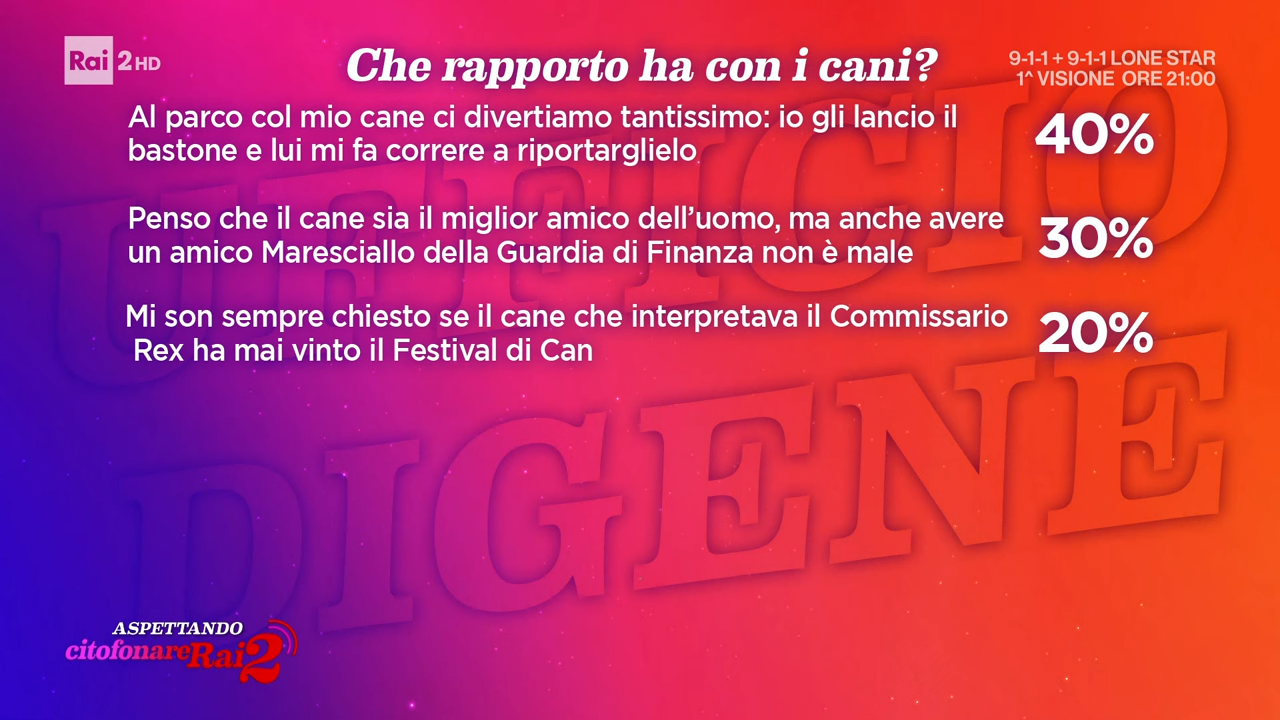 Rai 2 HD
Che rapporto ha con i cani?
9-1-1 + 9-1-1 LONE STAR
1^ VISIONE ORE 21:00
Al parco col mio cane ci divertiamo tantissimo: io gli lancio il
bastone e lui mi fa correre a riportarglielo
40%
Penso che il cane sia il miglior amico dell’uomo, ma anche avere
un amico Maresciallo della Guardia di Finanza non è male
30%
Mi son sempre chiesto se il cane che interpretava il Commissario
Rex ha mai vinto il Festival di Can
20%
UFFICIO
DIGENE
ASPETTANDO
citofonare Rai 2